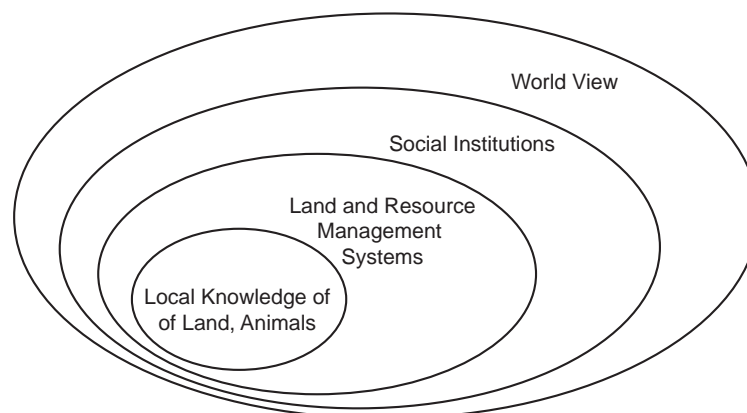 World View
Social Institutions
Land and Resource
Management
Systems
Local Knowledge of
of Land, Animals